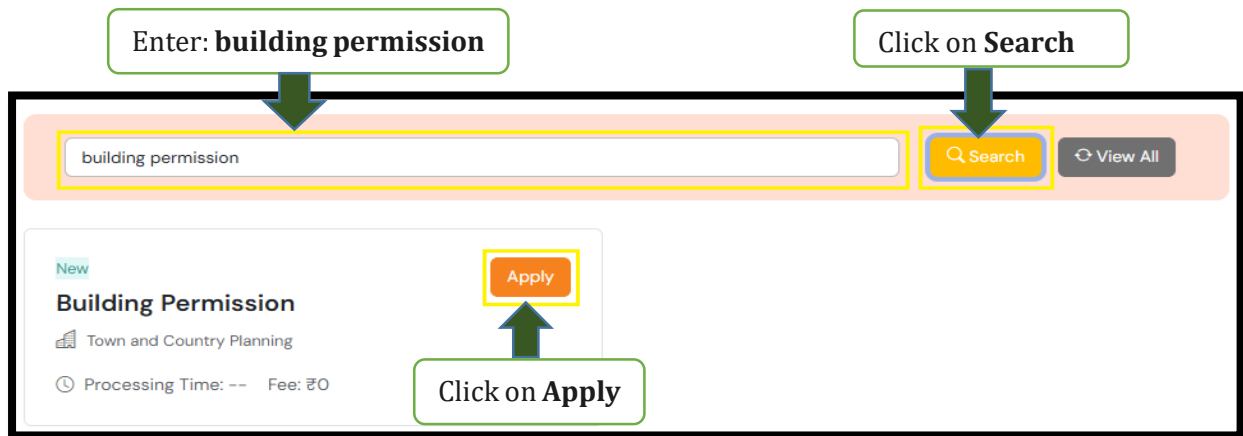 Enter: building permission
Click on Search
building permission
Search
View All
New
Apply
Building Permission
Town and Country Planning
Processing Time: -- Fee: ₹0
Click on Apply